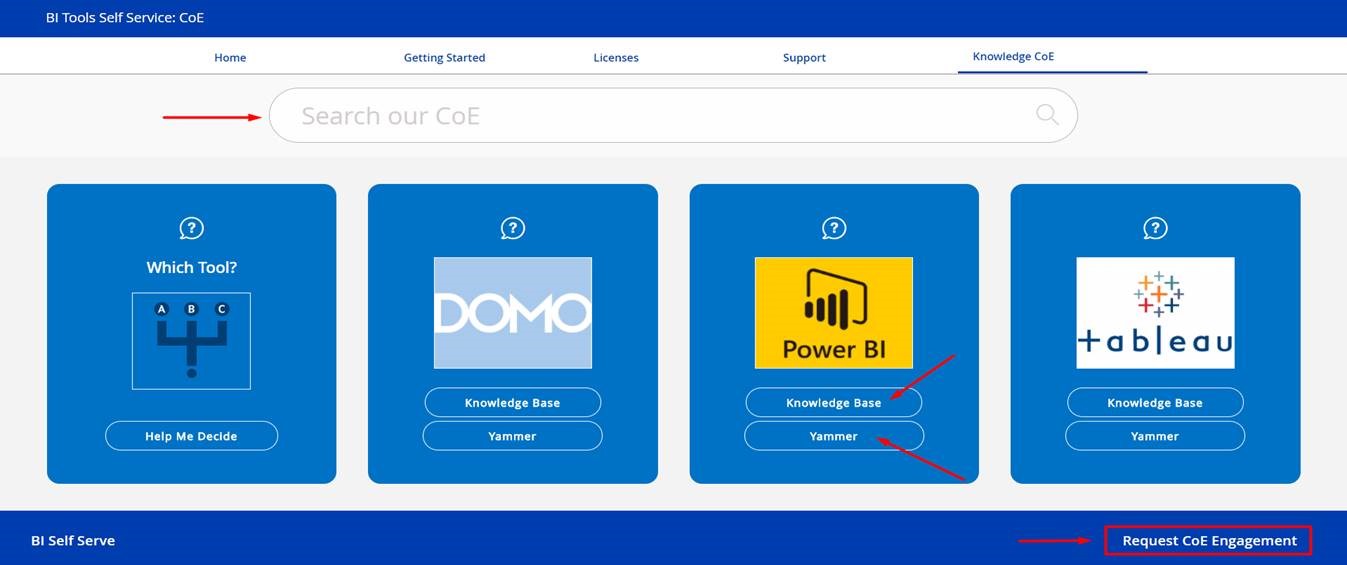 BI Tools Self Service: CoE
Home Getting Started Licenses Support Knowledge CoE
Search our CoE
?
Which Tool?
A B C
Help Me Decide
?
DOMO
Knowledge Base
Yammer
?
Power BI
Knowledge Base
Yammer
?
+ableau
Knowledge Base
Yammer
BI Self Serve
Request CoE Engagement